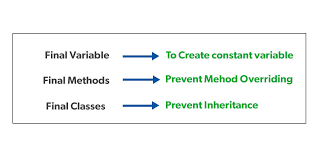 Final Variable To Create constant variable
Final Methods Prevent Mehod Overriding
Final Classes Prevent Inheritance